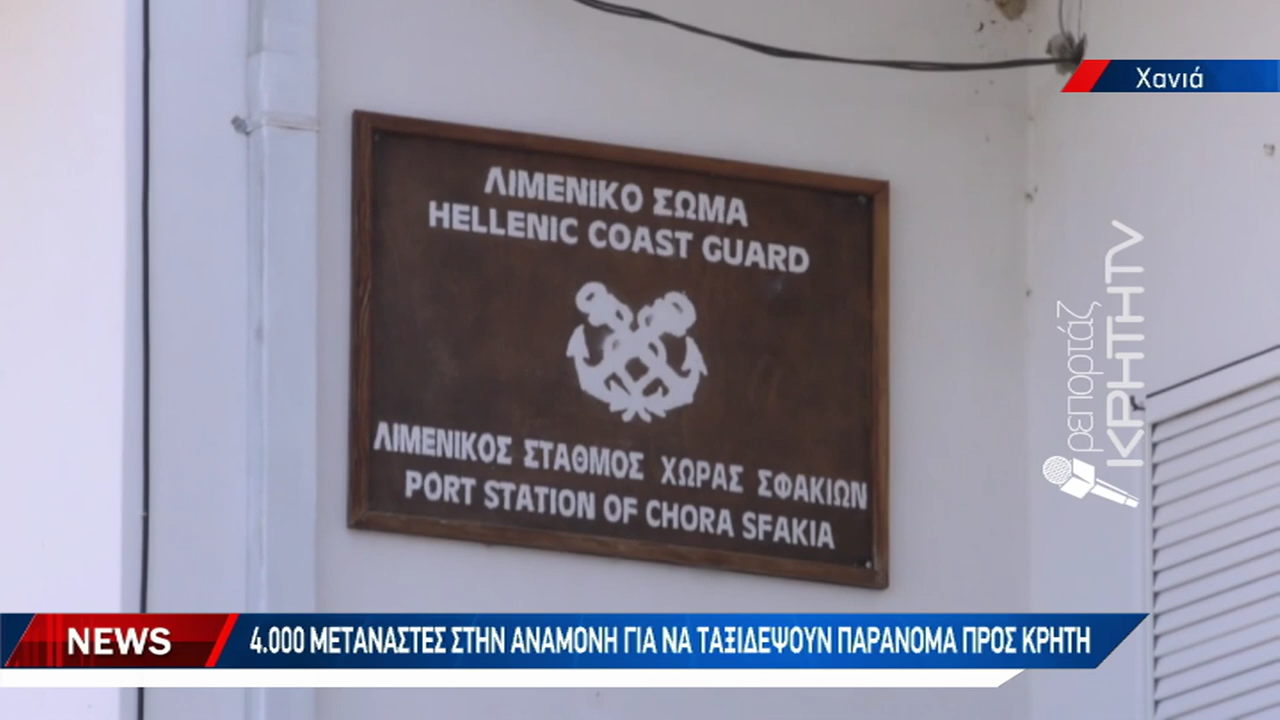 Χανιά
ΛΙΜΕΝΙΚΟ ΣΩΜΑ
HELLENIC COAST GUARD
ΛΙΜΕΝΙΚΟΣ ΣΤΑΘΜΟΣ ΧΩΡΑΣ ΣΦΑΚΙΩΝ
PORT STATION OF CHORA SFAKIA
ρεπορτάζ
ΚΡΗΤΗTV
NEWS
4.000 ΜΕΤΑΝΑΣΤΕΣ ΣΤΗΝ ΑΝΑΜΟΝΗ ΓΙΑ ΝΑ ΤΑΞΙΔΕΨΟΥΝ ΠΑΡΑΝΟΜΑ ΠΡΟΣ ΚΡΗΤΗ